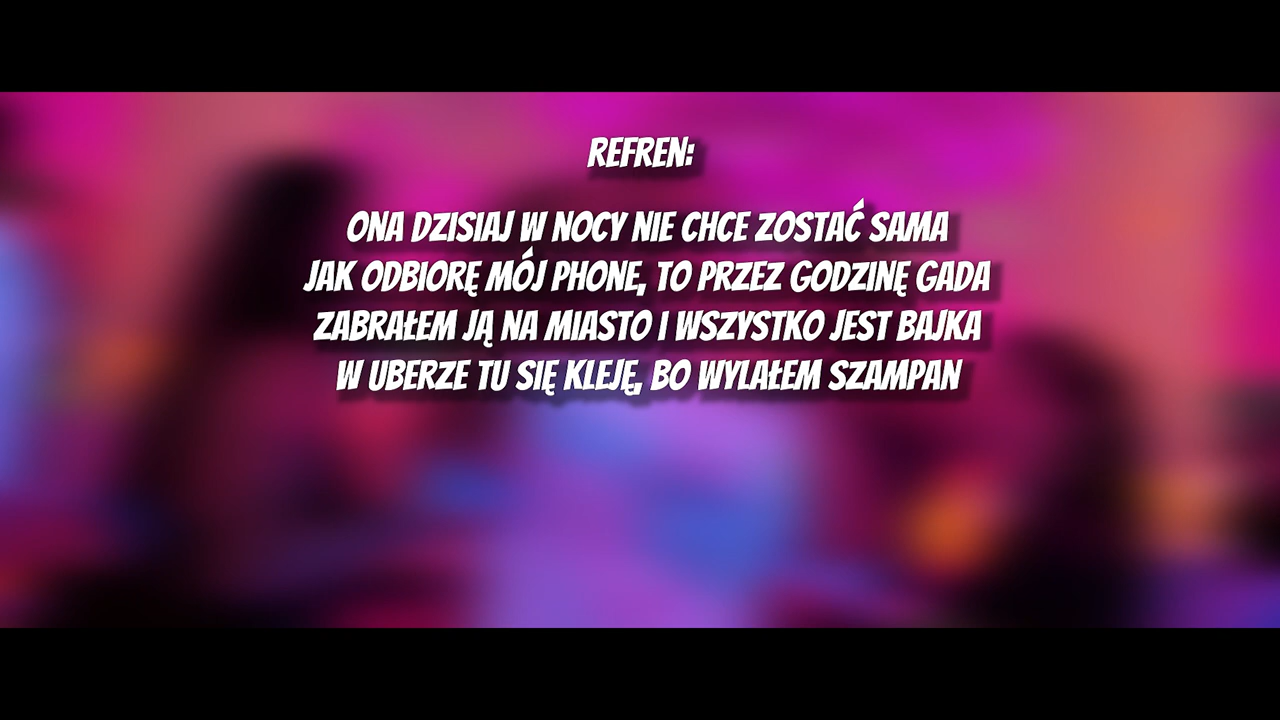 REFREN:
ONA DZISIAJ W NOCY NIE CHCE ZOSTAĆ SAMA
JAK ODBIORĘ MÓJ PHONE, TO PRZEZ GODZINĘ GADA
ZABRAŁEM JĄ NA MIASTO I WSZYSTKO JEST BAJKA
W UBERZE TU SIĘ KLEJĘ, BO WYLAŁEM SZAMPAN